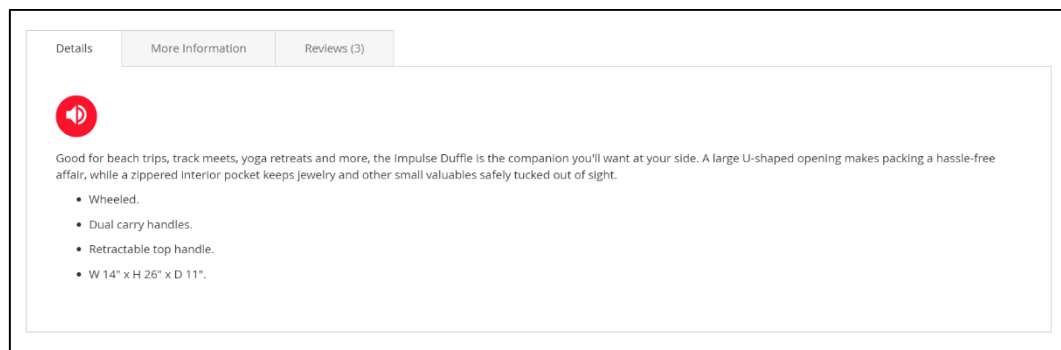 Details
More Information
Reviews (3)
Good for beach trips, track meets, yoga retreats and more, the Impulse Duffle is the companion you'll want at your side. A large U-shaped opening makes packing a hassle-free
affair, while a zippered interior pocket keeps jewelry and other small valuables safely tucked out of sight.
• Wheeled.
• Dual carry handles.
• Retractable top handle.
• W 14" x H 26" x D 11".